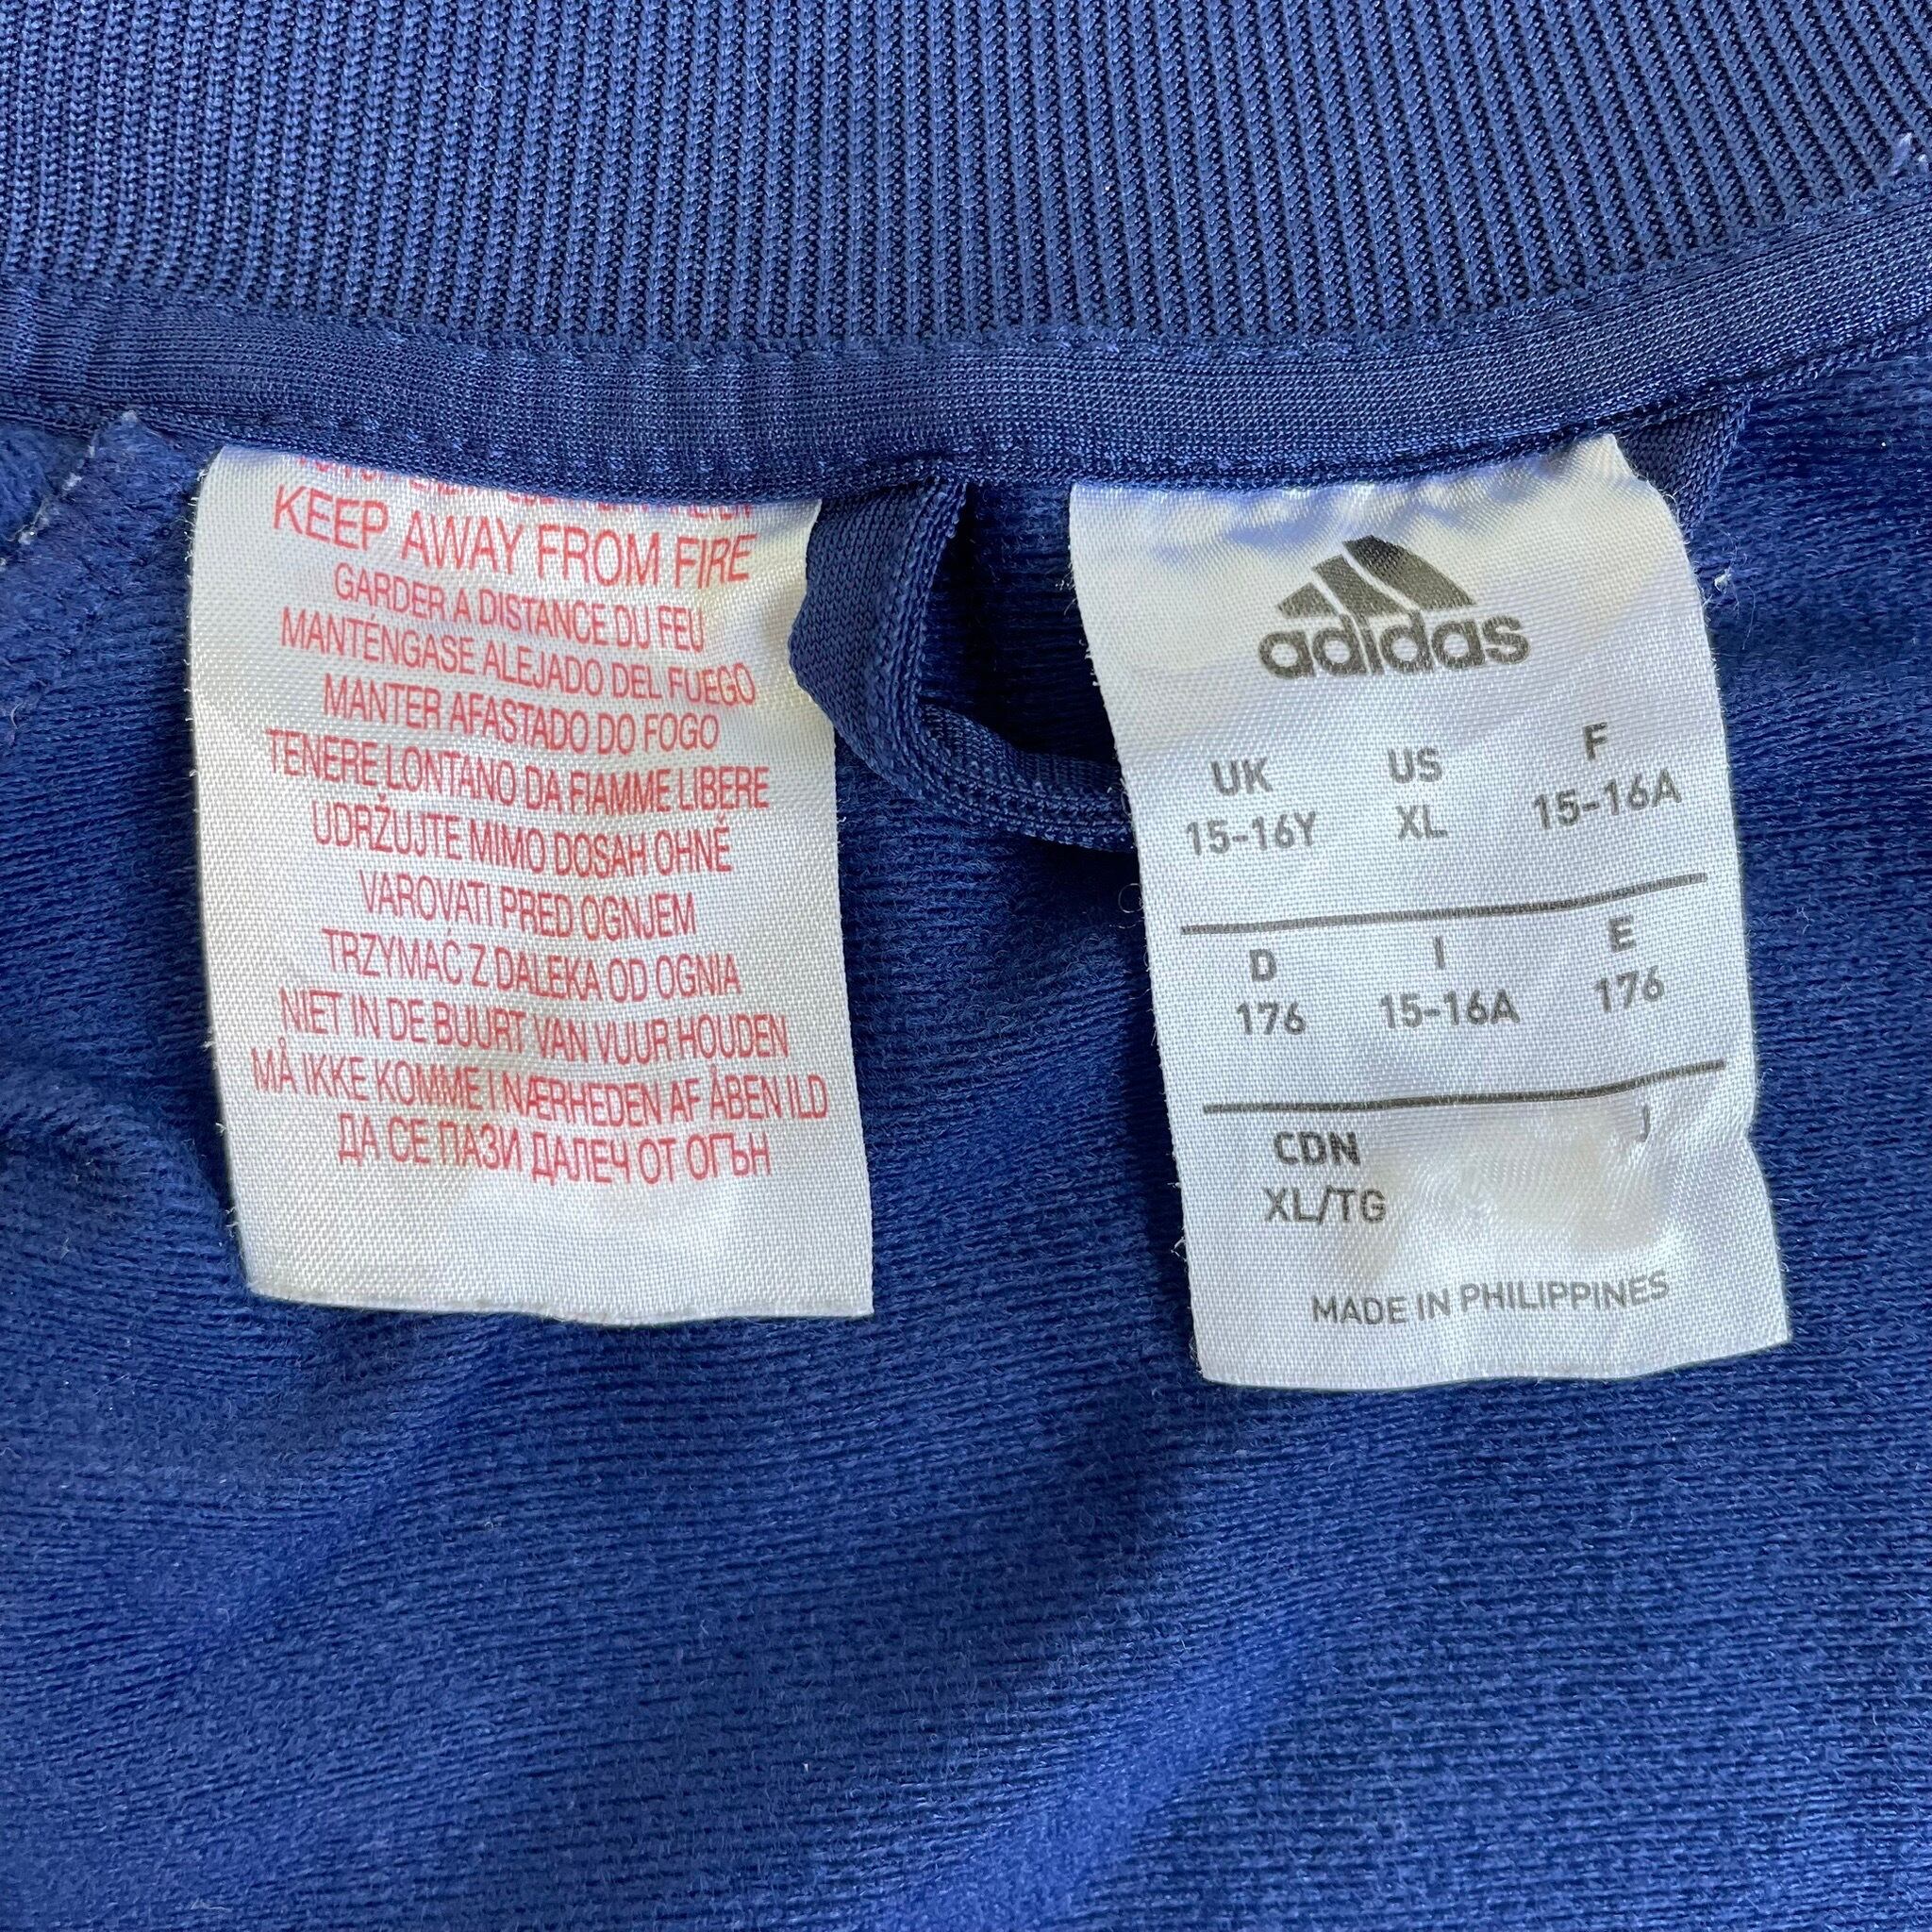 KEEP AWAY FROM FIRE
GARDER A DISTANCE DU FEU
MANTÉNGASE ALEJADO DEL FUEGO
MANTER AFASTADO DO FOGO
TENERE LONTANO DA FIAMME LIBERE
UDRŽUJTE MIMO DOSAH OHNĚ
VAROVATI PRED OGNJEM
TRZYMAĆ Z DALEKA OD OGNIA
NIET IN DE BUURT VAN VUUR HOUDEN
MÅ IKKE KOMME I NÆRHEDEN AF ÅBEN ILD
ДА СЕ ПАЗИ ДАЛЕЧ ОТ ОГЪН
adidas
UK US F
15-16Y XL 15-16A
D I E
176 15-16A 176
CDN J
XL/TG
MADE IN PHILIPPINES